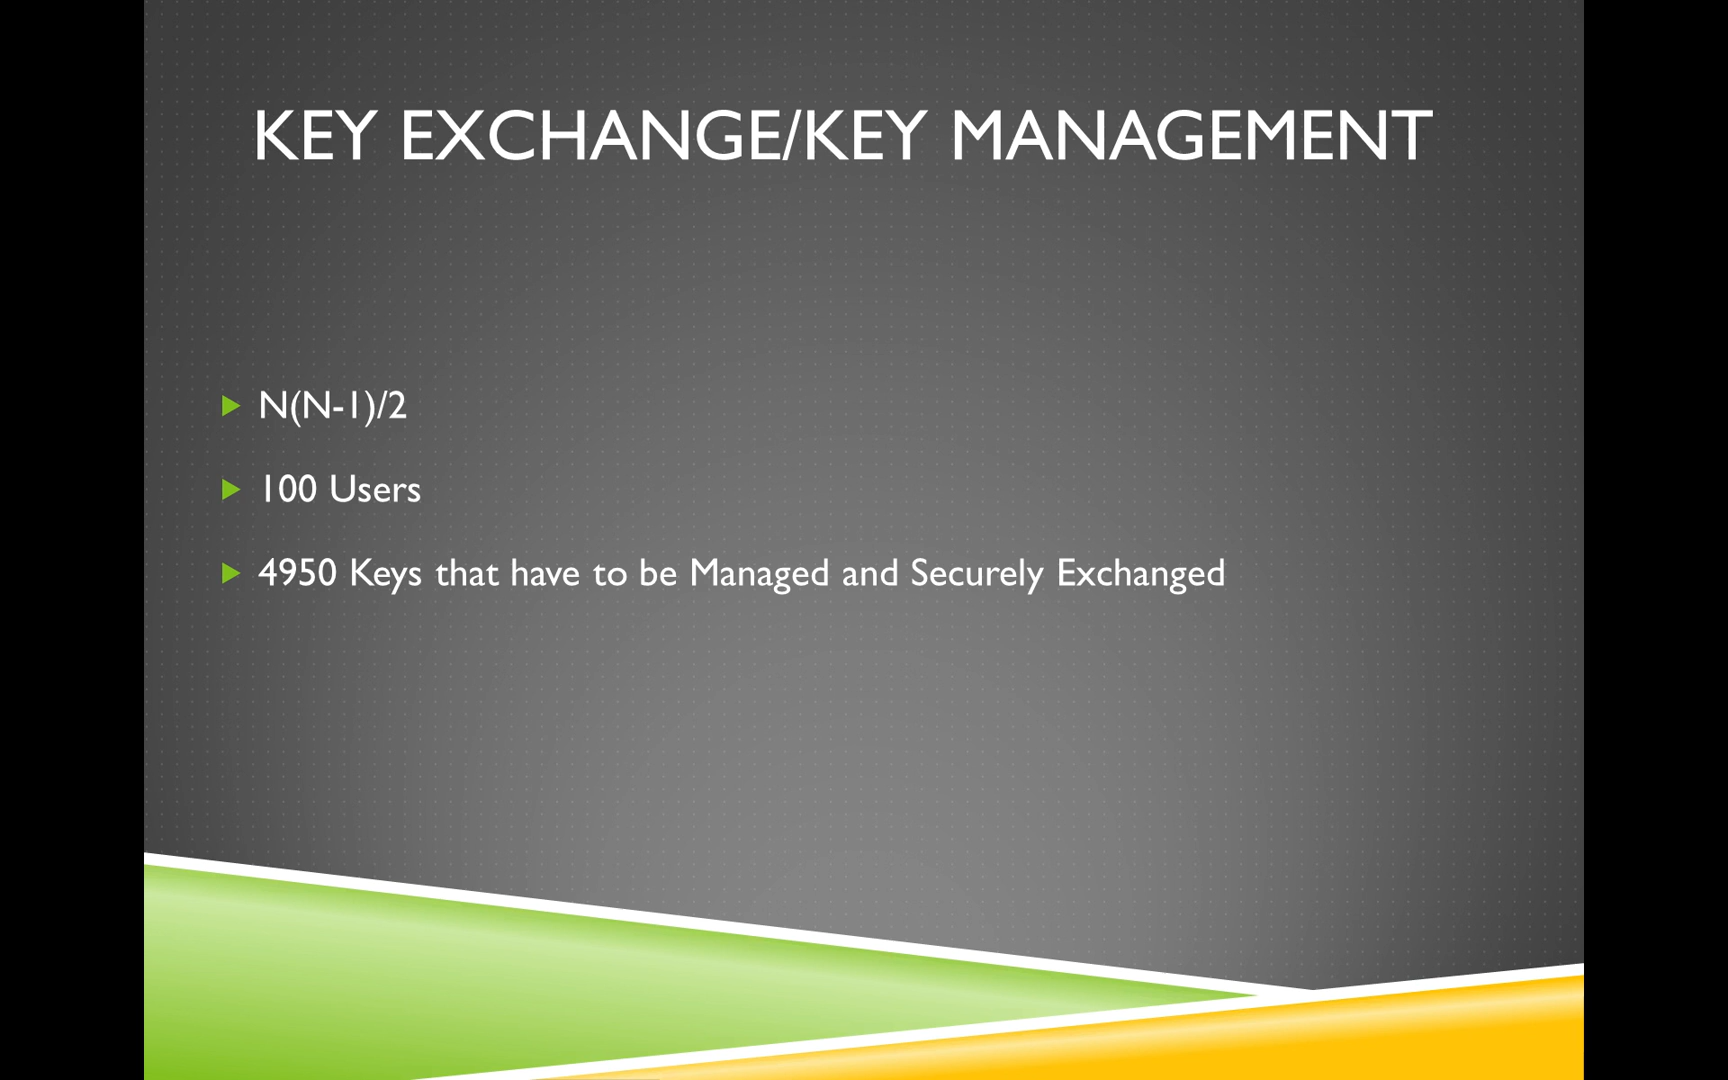 KEY EXCHANGE/KEY MANAGEMENT
N(N-1)/2
100 Users
4950 Keys that have to be Managed and Securely Exchanged